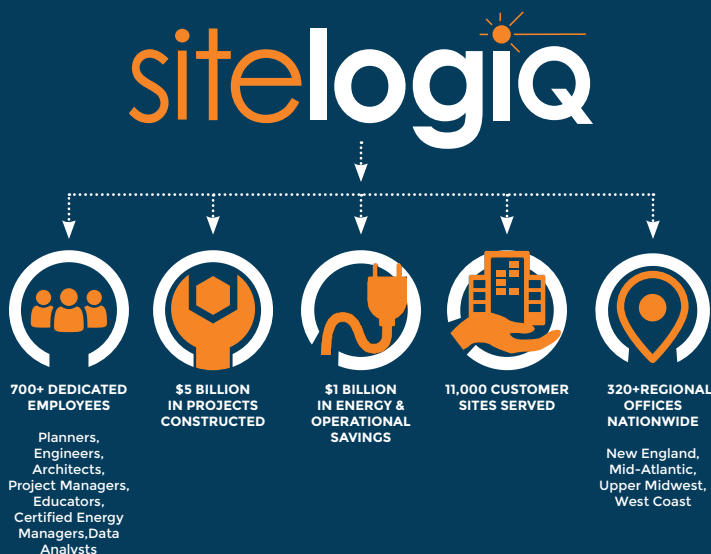 sitelogiQ
700+ DEDICATED
EMPLOYEES
Planners,
Engineers,
Architects,
Project Managers,
Educators,
Certified Energy
Managers,Data
Analysts
$5 BILLION
IN PROJECTS
CONSTRUCTED
$1 BILLION
IN ENERGY &
OPERATIONAL
SAVINGS
11,000 CUSTOMER
SITES SERVED
320+REGIONAL
OFFICES
NATIONWIDE
New England,
Mid-Atlantic,
Upper Midwest,
West Coast